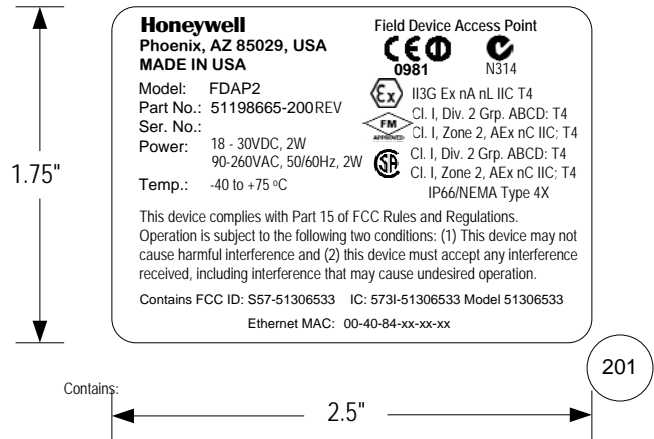 Honeywell
Phoenix, AZ 85029, USA
MADE IN USA
Field Device Access Point
CE
0981
N314
Model: FDAP2
Part No.: 51198665-200REV
Ser. No.:
Power: 18 - 30VDC, 2W
90-260VAC, 50/60Hz, 2W
Temp.: -40 to +75 ºC
Ex
II3G Ex nA nL IIC T4
FM
APPROVED
Cl. I, Div. 2 Grp. ABCD: T4
Cl. I, Zone 2, AEx nC IIC; T4
SA
Cl. I, Div. 2 Grp. ABCD: T4
Cl. I, Zone 2, AEx nC IIC; T4
IP66/NEMA Type 4X
This device complies with Part 15 of FCC Rules and Regulations.
Operation is subject to the following two conditions: (1) This device may not
cause harmful interference and (2) this device must accept any interference
received, including interference that may cause undesired operation.
Contains FCC ID: S57-51306533 IC: 573I-51306533 Model 51306533
Ethernet MAC: 00-40-84-xx-xx-xx
1.75"
201
Contains:
2.5"